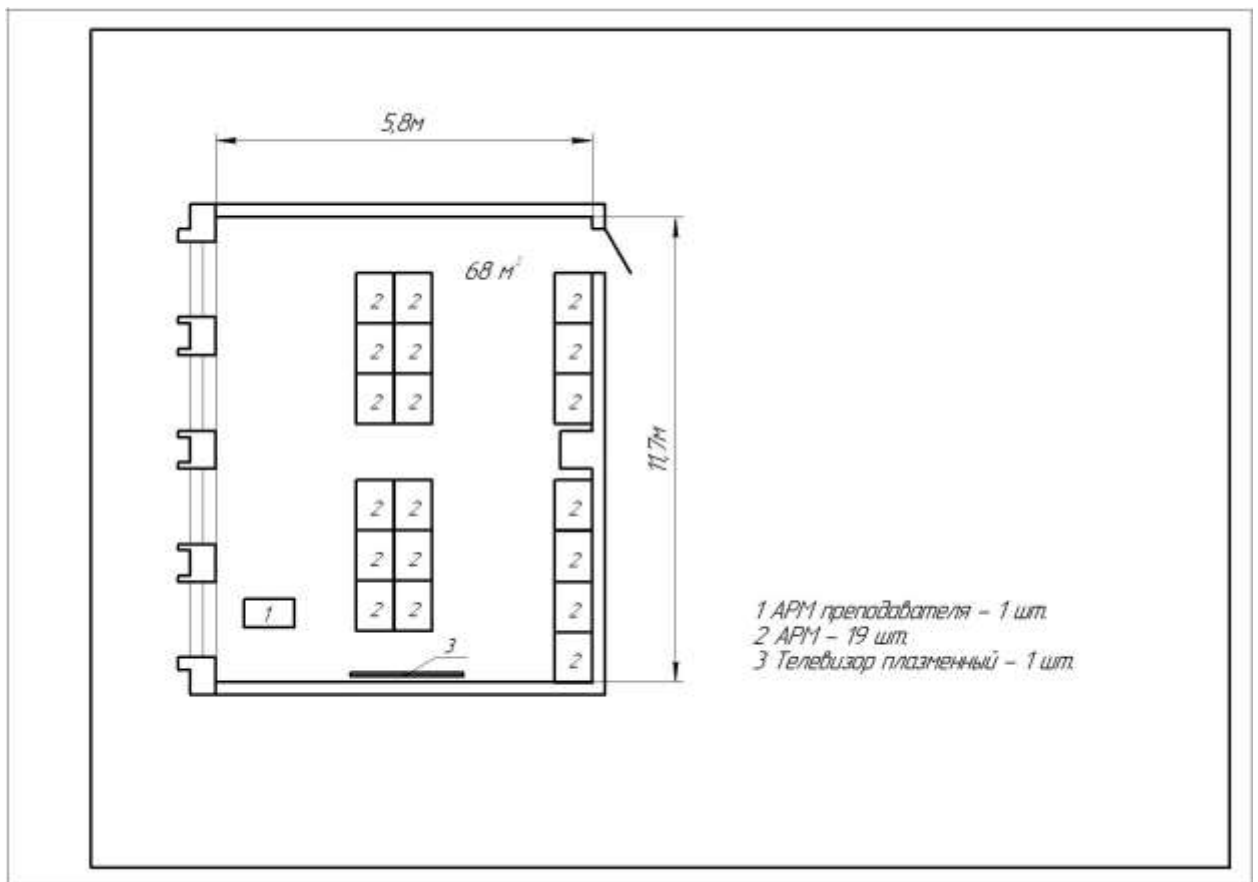 5,8м
68 м²
2 2 2
2 2 2
2 2 2
11,7м
2 2 2
2 2 2
2 2 2
1
2
3
1 АРМ преподавателя – 1 шт.
2 АРМ – 19 шт.
3 Телевизор плазменный – 1 шт.